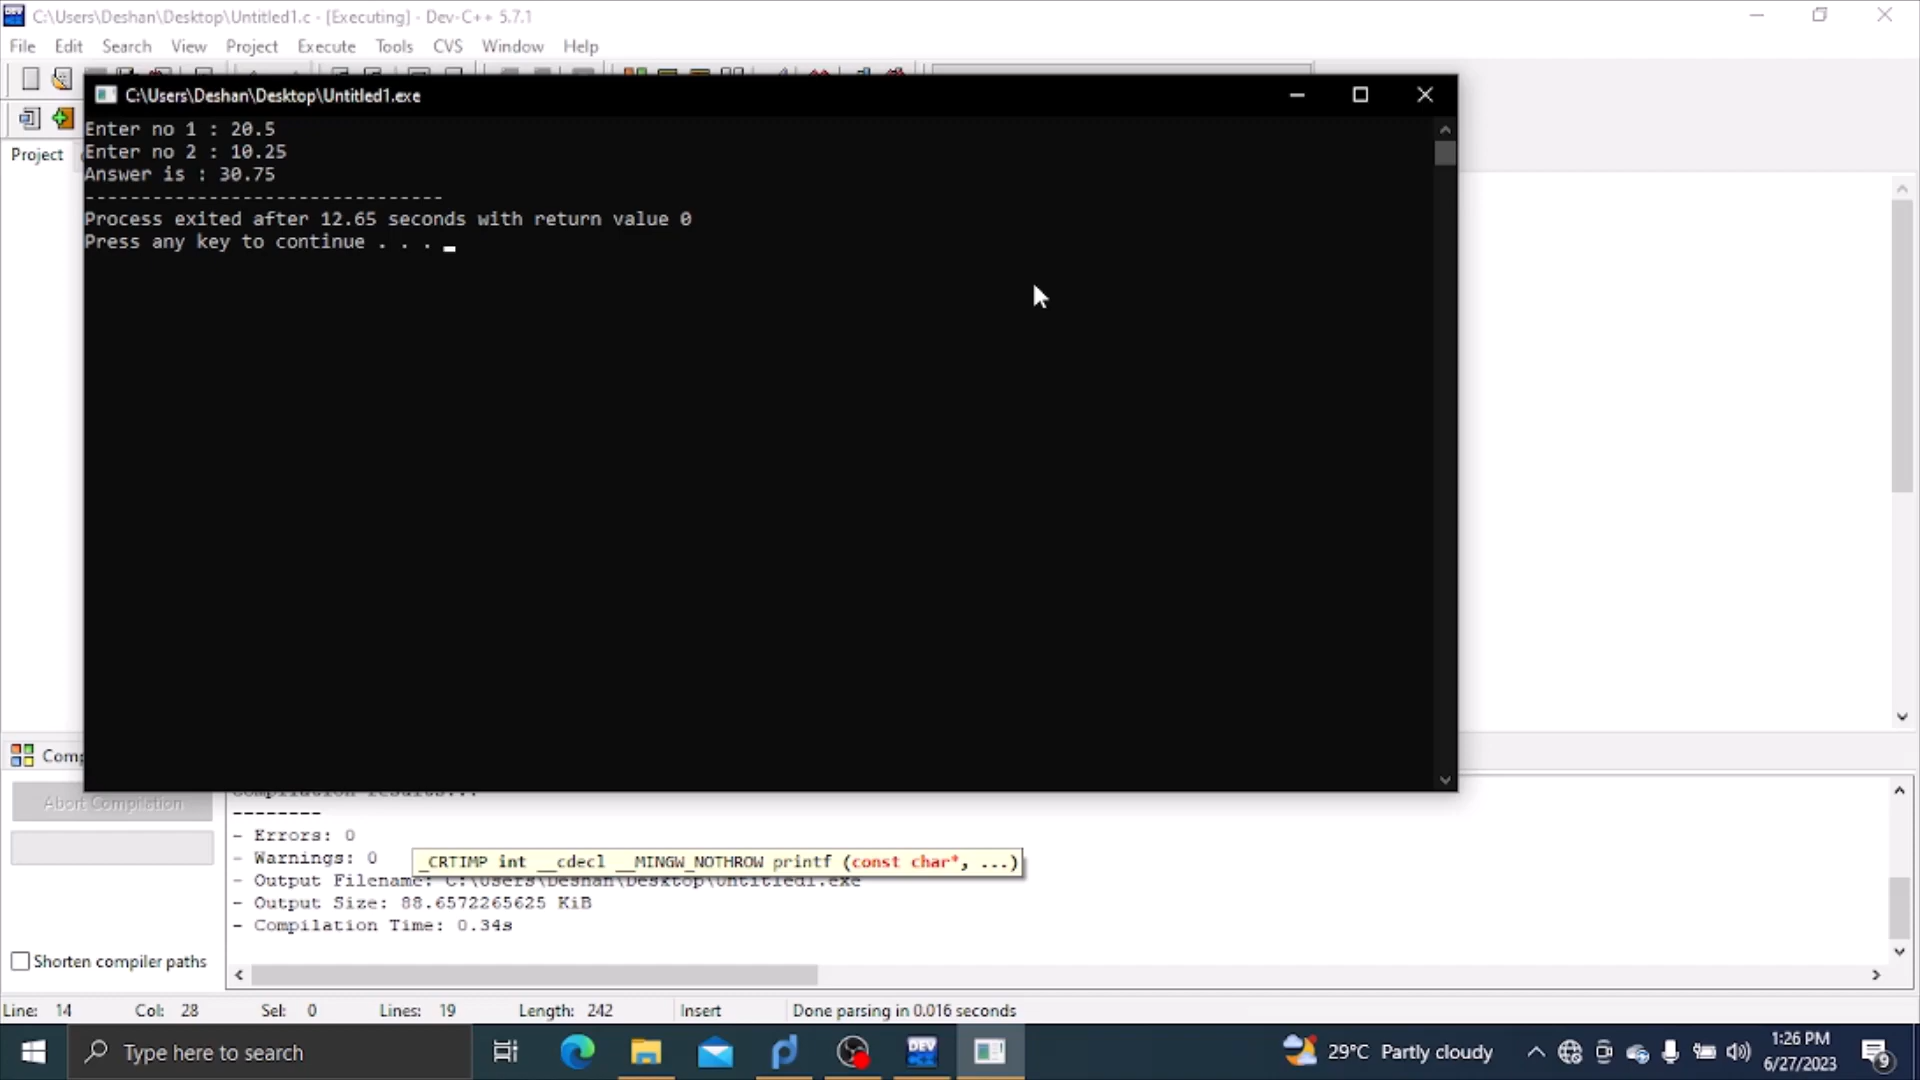 C:\Users\Deshan\Desktop\Untitled1.c - [Executing] - Dev-C++ 5.7.1
File Edit Search View Project Execute Tools CVS Window Help
C:\Users\Deshan\Desktop\Untitled1.exe
Enter no 1 : 20.5
Enter no 2 : 10.25
Answer is : 30.75
--------------------------------
Process exited after 12.65 seconds with return value 0
Press any key to continue . . .
Project
Abort Compilation
--------
- Errors: 0
- Warnings: 0
_CRTIMP int __cdecl __MINGW_NOTHROW printf (const char*, ...)
- Output Filename: C:\Users\Deshan\Desktop\Untitled1.exe
- Output Size: 88.6572265625 KiB
- Compilation Time: 0.34s
Shorten compiler paths
Line: 14 Col: 28 Sel: 0 Lines: 19 Length: 242 Insert Done parsing in 0.016 seconds
Type here to search
DEV
29°C Partly cloudy
1:26 PM
6/27/2023
9